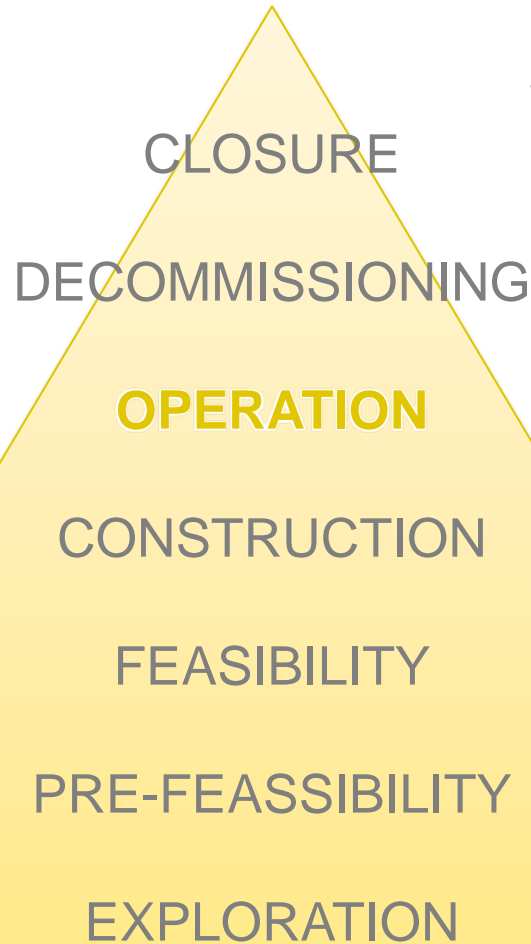 CLOSURE
DECOMMISSIONING
OPERATION
CONSTRUCTION
FEASIBILITY
PRE-FEASSIBILITY
EXPLORATION